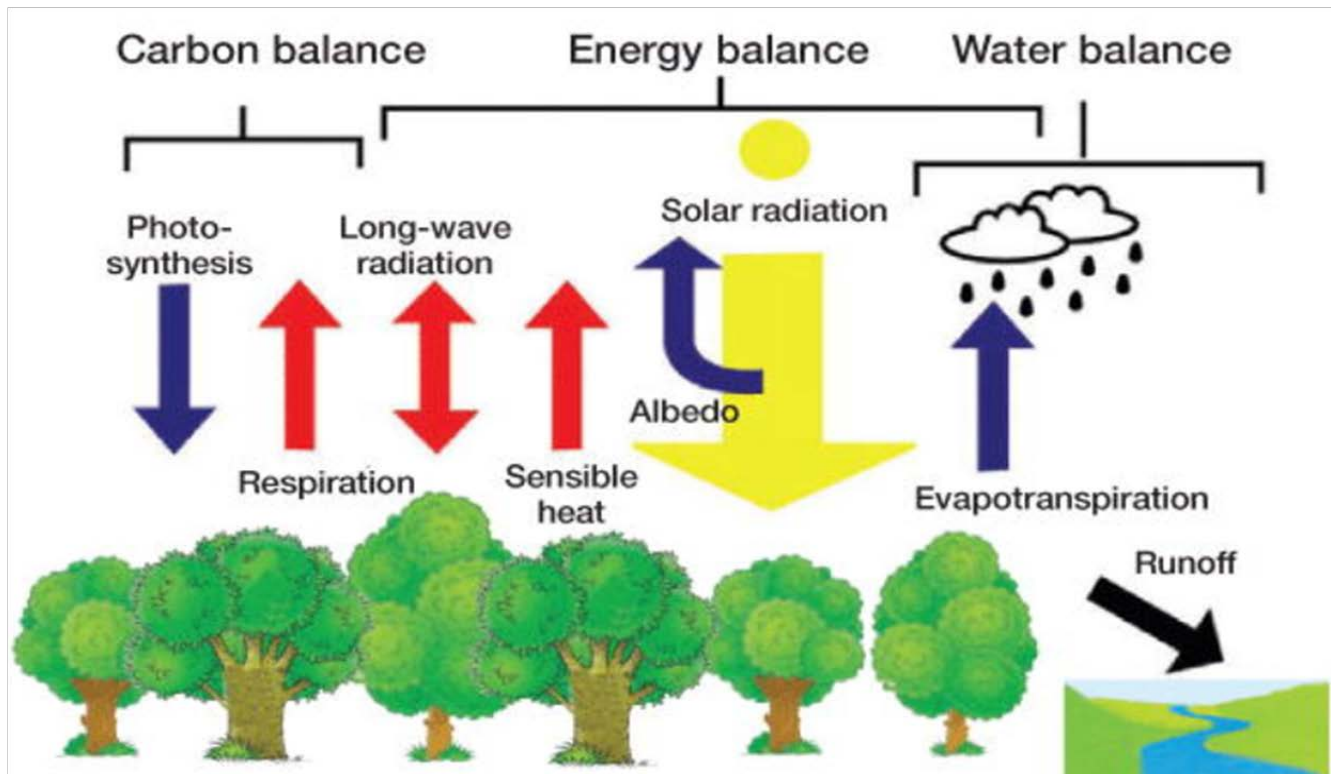 Carbon balance
Energy balance
Water balance
Photo-
synthesis
Long-wave
radiation
Solar radiation
Albedo
Respiration
Sensible
heat
Evapotranspiration
Runoff